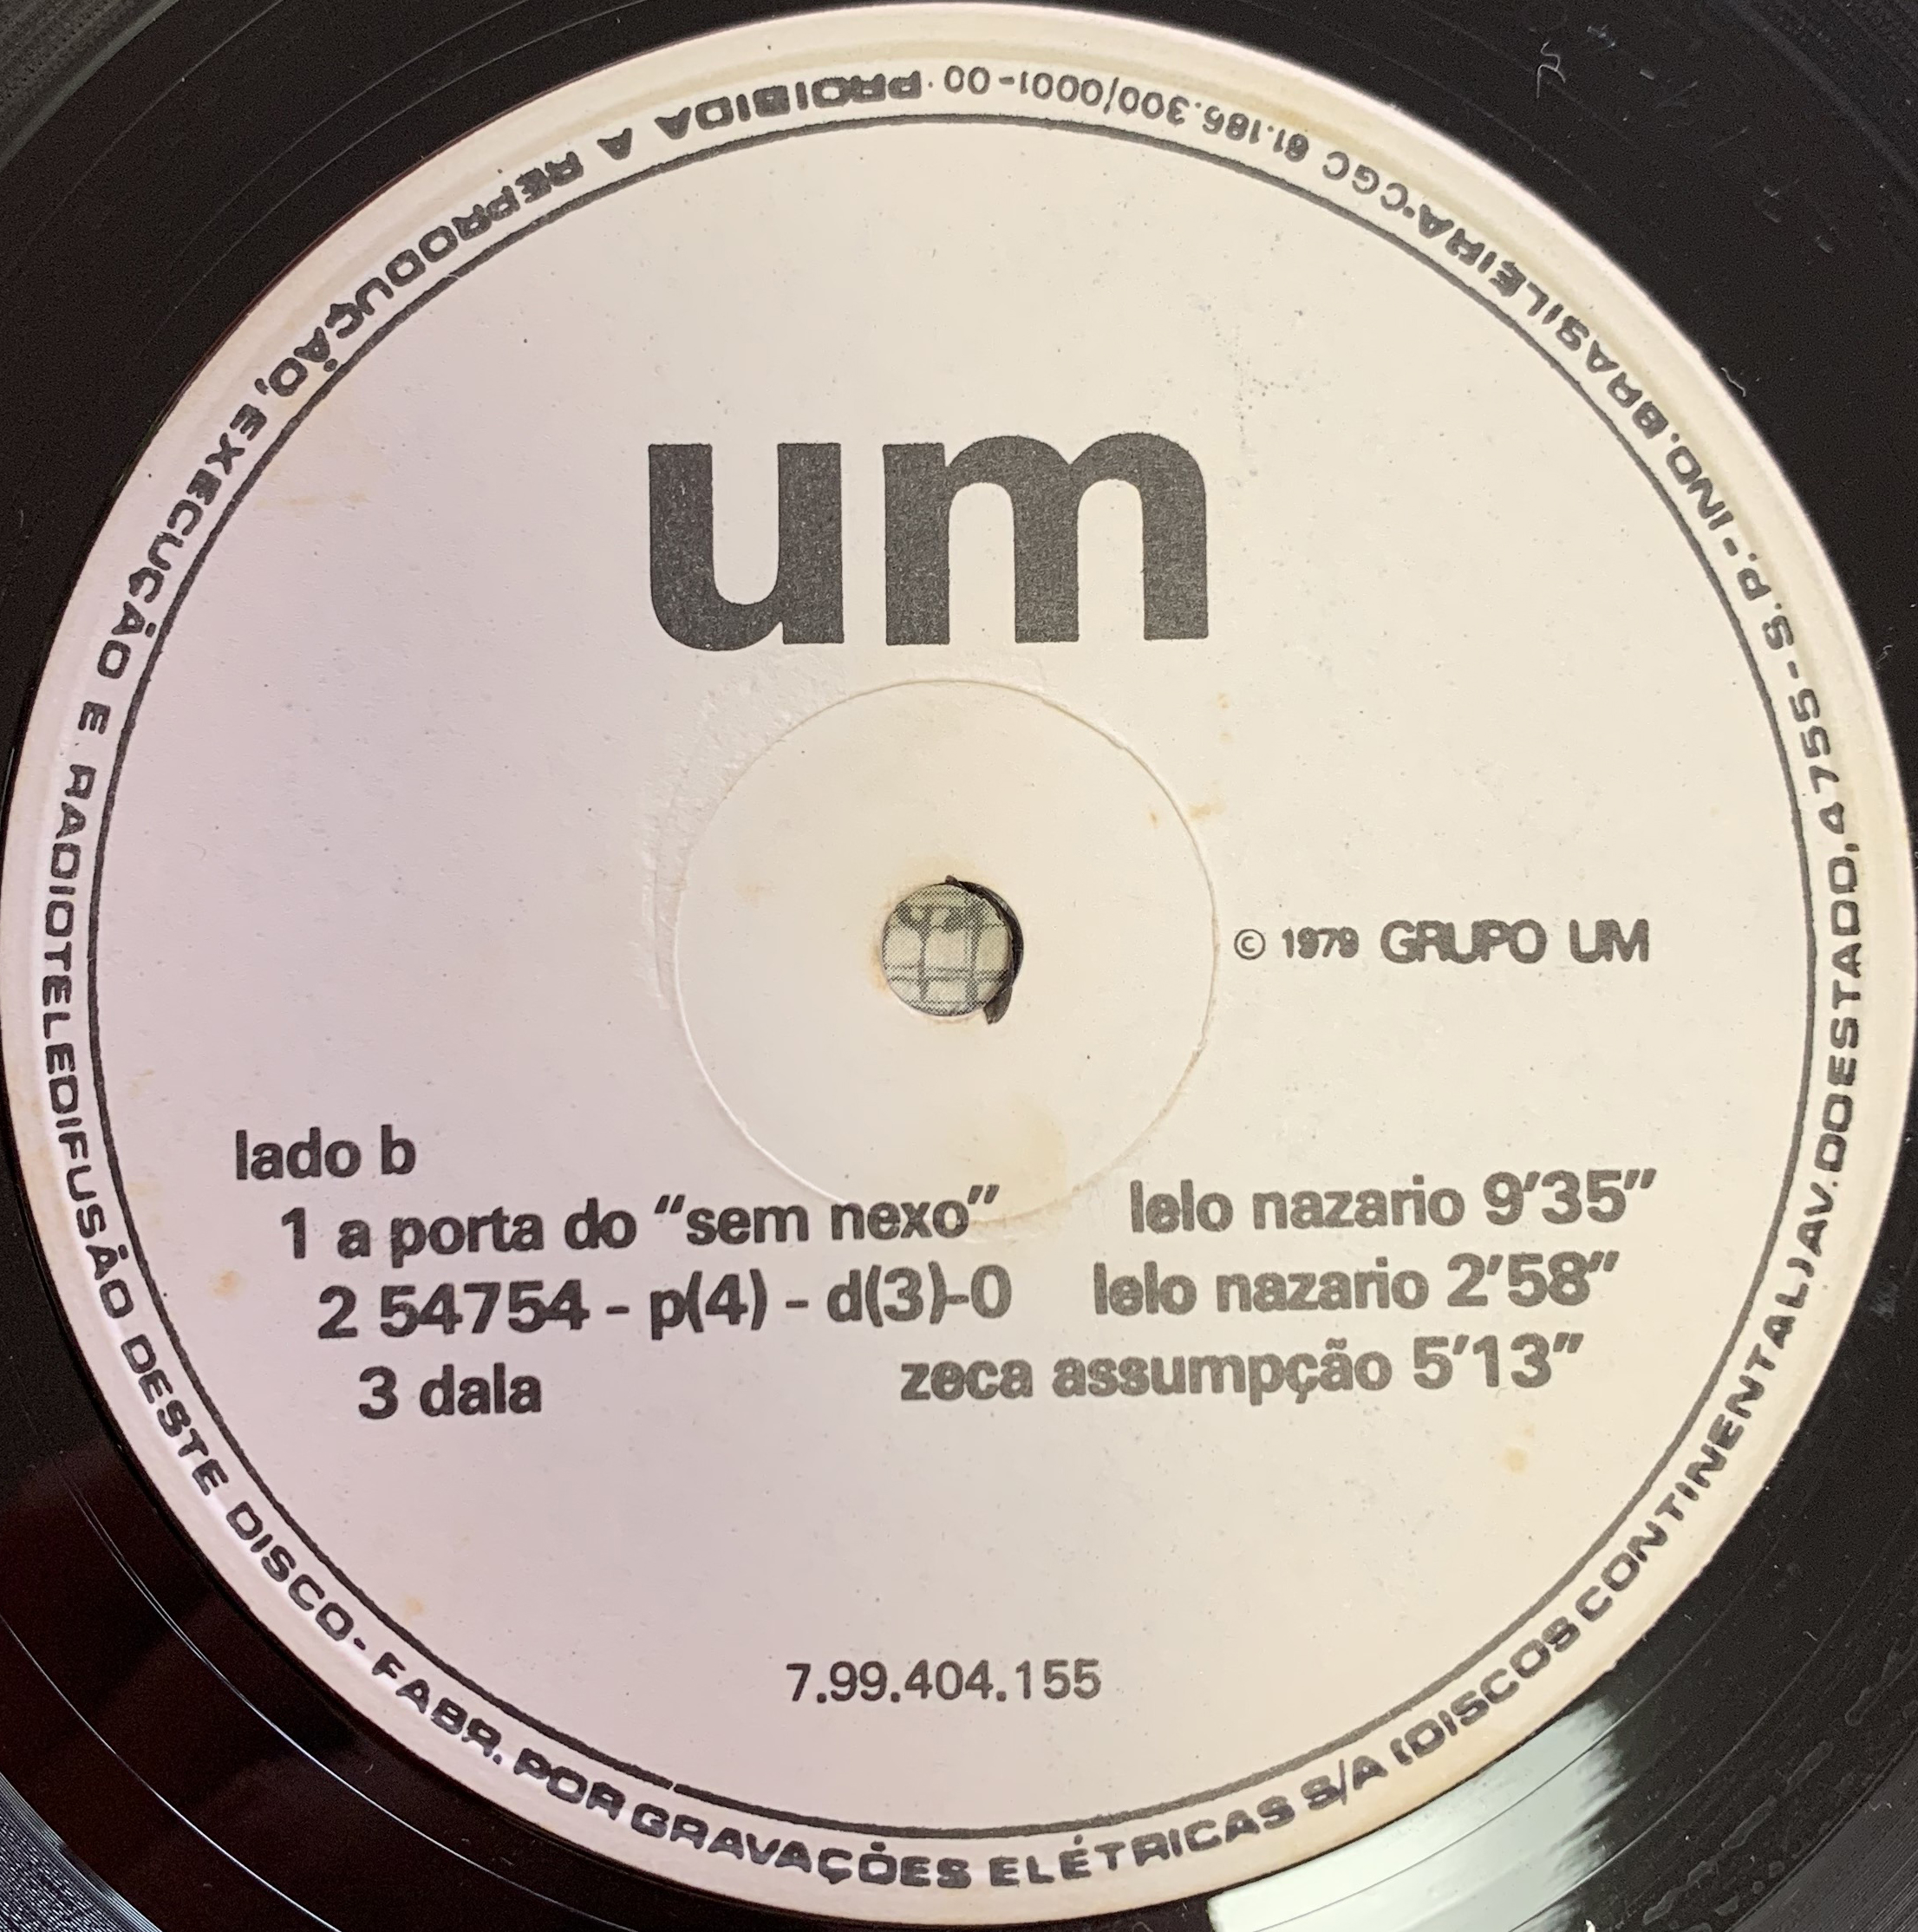 um
© 1979 GRUPO UM
lado b
1 a porta do “sem nexo” lelo nazario 9’35”
2 54754 - p(4) - d(3)-0 lelo nazario 2’58”
3 dala zeca assumpção 5’13”
7.99.404.155
PROIBIDA A REPRODUÇÃO, EXECUÇÃO E RADIOTELEDIFUSÃO DESTE DISCO - FABR. POR GRAVAÇÕES ELÉTRICAS S/A (DISCOS CONTINENTAL) AV. DO ESTADO, 4755 - S.P. - IND. BRASILEIRA • CGC 61.186.300/0001-00 •